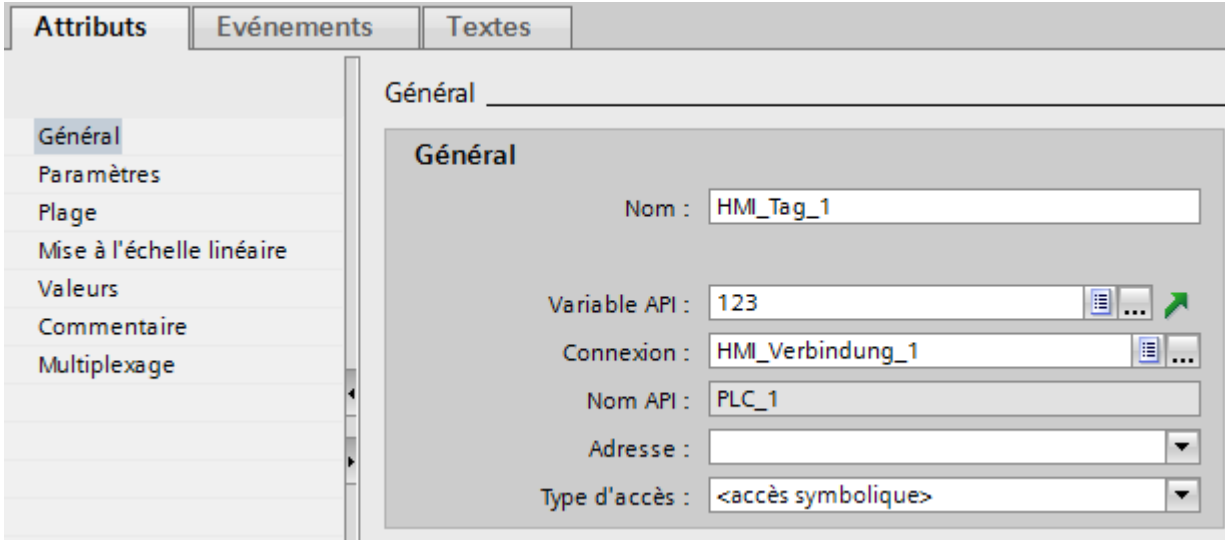 Attributs Evénements Textes
Général
Général
Paramètres
Plage
Mise à l'échelle linéaire
Valeurs
Commentaire
Multiplexage
Général
Nom : HMI_Tag_1
Variable API : 123 ...
Connexion : HMI_Verbindung_1 ...
Nom API : PLC_1
Adresse :
Type d'accès : <accès symbolique>